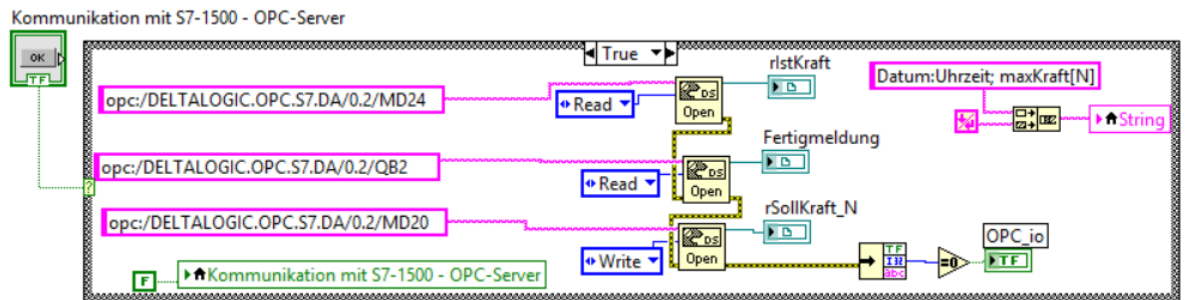 Kommunikation mit S7-1500 - OPC-Server
OK
TF
True
rIstKraft
Datum:Uhrzeit; maxKraft[N]
opc:/DELTALOGIC.OPC.S7.DA/0.2/MD24
Read
DS
Open
String
Fertigmeldung
opc:/DELTALOGIC.OPC.S7.DA/0.2/QB2
?
Read
DS
Open
opc:/DELTALOGIC.OPC.S7.DA/0.2/MD20
rSollKraft_N
Write
DS
Open
OPC_io
TF
abc
=0
TF
F
Kommunikation mit S7-1500 - OPC-Server